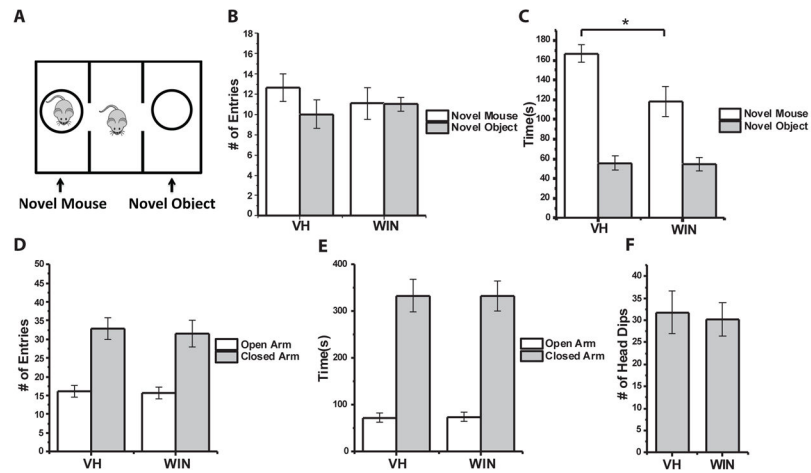 A
Novel Mouse
Novel Object
B
# of Entries
14
12
10
8
6
4
2
0
VH
WIN
Novel Mouse
Novel Object
C
*
Time(s)
180
160
140
120
100
80
60
40
20
0
VH
WIN
Novel Mouse
Novel Object
D
# of Entries
50
45
40
35
30
25
20
15
10
5
0
VH
WIN
Open Arm
Closed Arm
E
Time(s)
400
300
200
100
0
VH
WIN
Open Arm
Closed Arm
F
# of Head Dips
40
35
30
25
20
15
10
5
0
VH
WIN